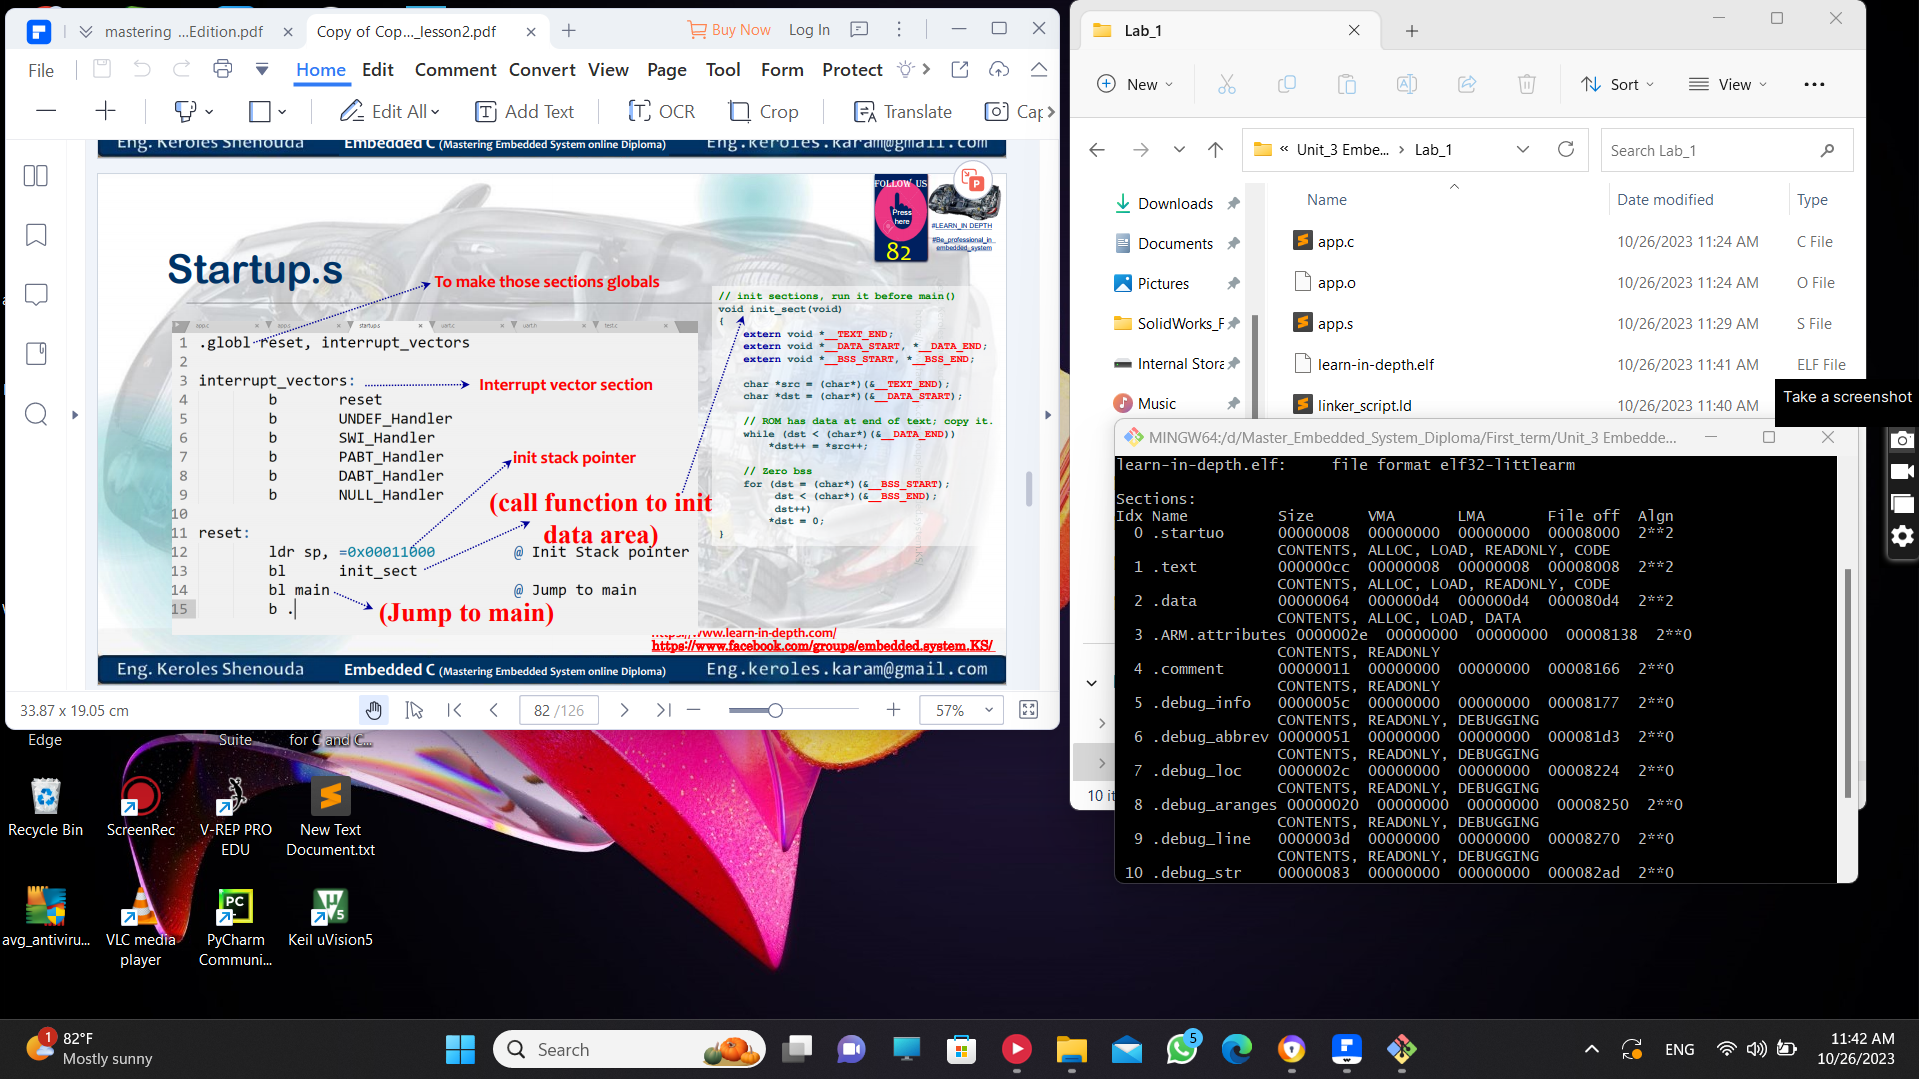 mastering ...Edition.pdf
Copy of Cop..._lesson2.pdf
Buy Now
Log In
File
Home
Edit
Comment
Convert
View
Page
Tool
Form
Protect
Edit All
Add Text
OCR
Crop
Translate
Cap
Eng. Keroles Shenouda
Embedded C (Mastering Embedded System online Diploma)
Eng.keroles.karam@gmail.com
FOLLOW US
Press
here
82
#LEARN_IN DEPTH
#Be_professional_in_
embedded_system
Startup.s
To make those sections globals
1 .globl reset, interrupt_vectors
2
3 interrupt_vectors:
Interrupt vector section
4 b reset
5 b UNDEF_Handler
6 b SWI_Handler
7 b PABT_Handler
8 b DABT_Handler
9 b NULL_Handler
10
11 reset:
12 ldr sp, =0x00011000 @ Init Stack pointer
13 bl init_sect
14 bl main @ Jump to main
15 b .
init stack pointer
(call function to init
data area)
(Jump to main)
// init sections, run it before main()
void init_sect(void)
{
extern void *__TEXT_END;
extern void *__DATA_START, *__DATA_END;
extern void *__BSS_START, *__BSS_END;
char *src = (char*)(&__TEXT_END);
char *dst = (char*)(&__DATA_START);
// ROM has data at end of text; copy it.
while (dst < (char*)(&__DATA_END))
*dst++ = *src++;
// Zero bss
for (dst = (char*)(&__BSS_START);
dst < (char*)(&__BSS_END);
dst++)
*dst = 0;
}
https://www.learn-in-depth.com/
https://www.facebook.com/groups/embedded.system.KS/
Eng. Keroles Shenouda
Embedded C (Mastering Embedded System online Diploma)
Eng.keroles.karam@gmail.com
33.87 x 19.05 cm
82 /126
57%
Lab_1
New
Sort
View
Unit_3 Embe...
Lab_1
Search Lab_1
Downloads
Documents
Pictures
SolidWorks_F
Internal Stora
Music
Name
Date modified
Type
app.c 10/26/2023 11:24 AM C File
app.o 10/26/2023 11:24 AM O File
app.s 10/26/2023 11:29 AM S File
learn-in-depth.elf 10/26/2023 11:41 AM ELF File
linker_script.ld 10/26/2023 11:40 AM
10 it
Take a screenshot
MINGW64:/d/Master_Embedded_System_Diploma/First_term/Unit_3 Embedde...
learn-in-depth.elf: file format elf32-littlearm
Sections:
Idx Name Size VMA LMA File off Algn
0 .startuo 00000008 00000000 00000000 00008000 2**2
CONTENTS, ALLOC, LOAD, READONLY, CODE
1 .text 000000cc 00000008 00000008 00008008 2**2
CONTENTS, ALLOC, LOAD, READONLY, CODE
2 .data 00000064 000000d4 000000d4 000080d4 2**2
CONTENTS, ALLOC, LOAD, DATA
3 .ARM.attributes 0000002e 00000000 00000000 00008138 2**0
CONTENTS, READONLY
4 .comment 00000011 00000000 00000000 00008166 2**0
CONTENTS, READONLY
5 .debug_info 0000005c 00000000 00000000 00008177 2**0
CONTENTS, READONLY, DEBUGGING
6 .debug_abbrev 00000051 00000000 00000000 000081d3 2**0
CONTENTS, READONLY, DEBUGGING
7 .debug_loc 0000002c 00000000 00000000 00008224 2**0
CONTENTS, READONLY, DEBUGGING
8 .debug_aranges 00000020 00000000 00000000 00008250 2**0
CONTENTS, READONLY, DEBUGGING
9 .debug_line 0000003d 00000000 00000000 00008270 2**0
CONTENTS, READONLY, DEBUGGING
10 .debug_str 00000083 00000000 00000000 000082ad 2**0
Edge
Suite
for C and C...
Recycle Bin
ScreenRec
V-REP PRO
EDU
New Text
Document.txt
avg_antiviru...
VLC media
player
PyCharm
Communi...
Keil uVision5
1
82°F
Mostly sunny
Search
5
ENG
11:42 AM
10/26/2023